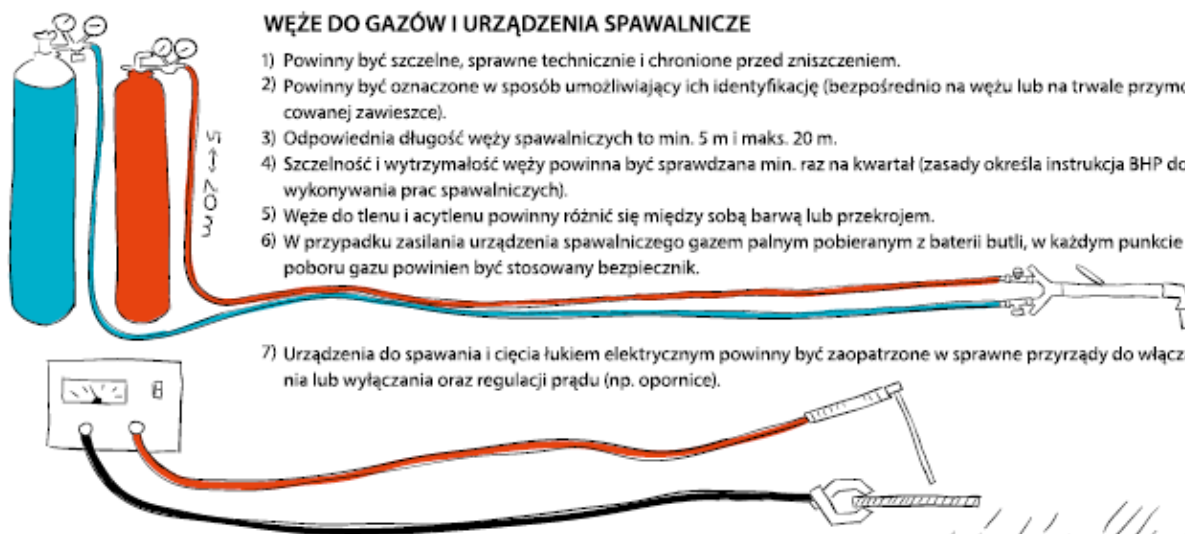 WĘŻE DO GAZÓW I URZĄDZENIA SPAWALNICZE
1) Powinny być szczelne, sprawne technicznie i chronione przed zniszczeniem.
2) Powinny być oznaczone w sposób umożliwiający ich identyfikację (bezpośrednio na wężu lub na trwale przymo
cowanej zawieszce).
3) Odpowiednia długość węży spawalniczych to min. 5 m i maks. 20 m.
4) Szczelność i wytrzymałość węży powinna być sprawdzana min. raz na kwartał (zasady określa instrukcja BHP do
wykonywania prac spawalniczych).
5) Węże do tlenu i acytlenu powinny różnić się między sobą barwą lub przekrojem.
6) W przypadku zasilania urządzenia spawalniczego gazem palnym pobieranym z baterii butli, w każdym punkcie
poboru gazu powinien być stosowany bezpiecznik.
5↔20m
7) Urządzenia do spawania i cięcia łukiem elektrycznym powinny być zaopatrzone w sprawne przyrządy do włącza
nia lub wyłączania oraz regulacji prądu (np. opornice).